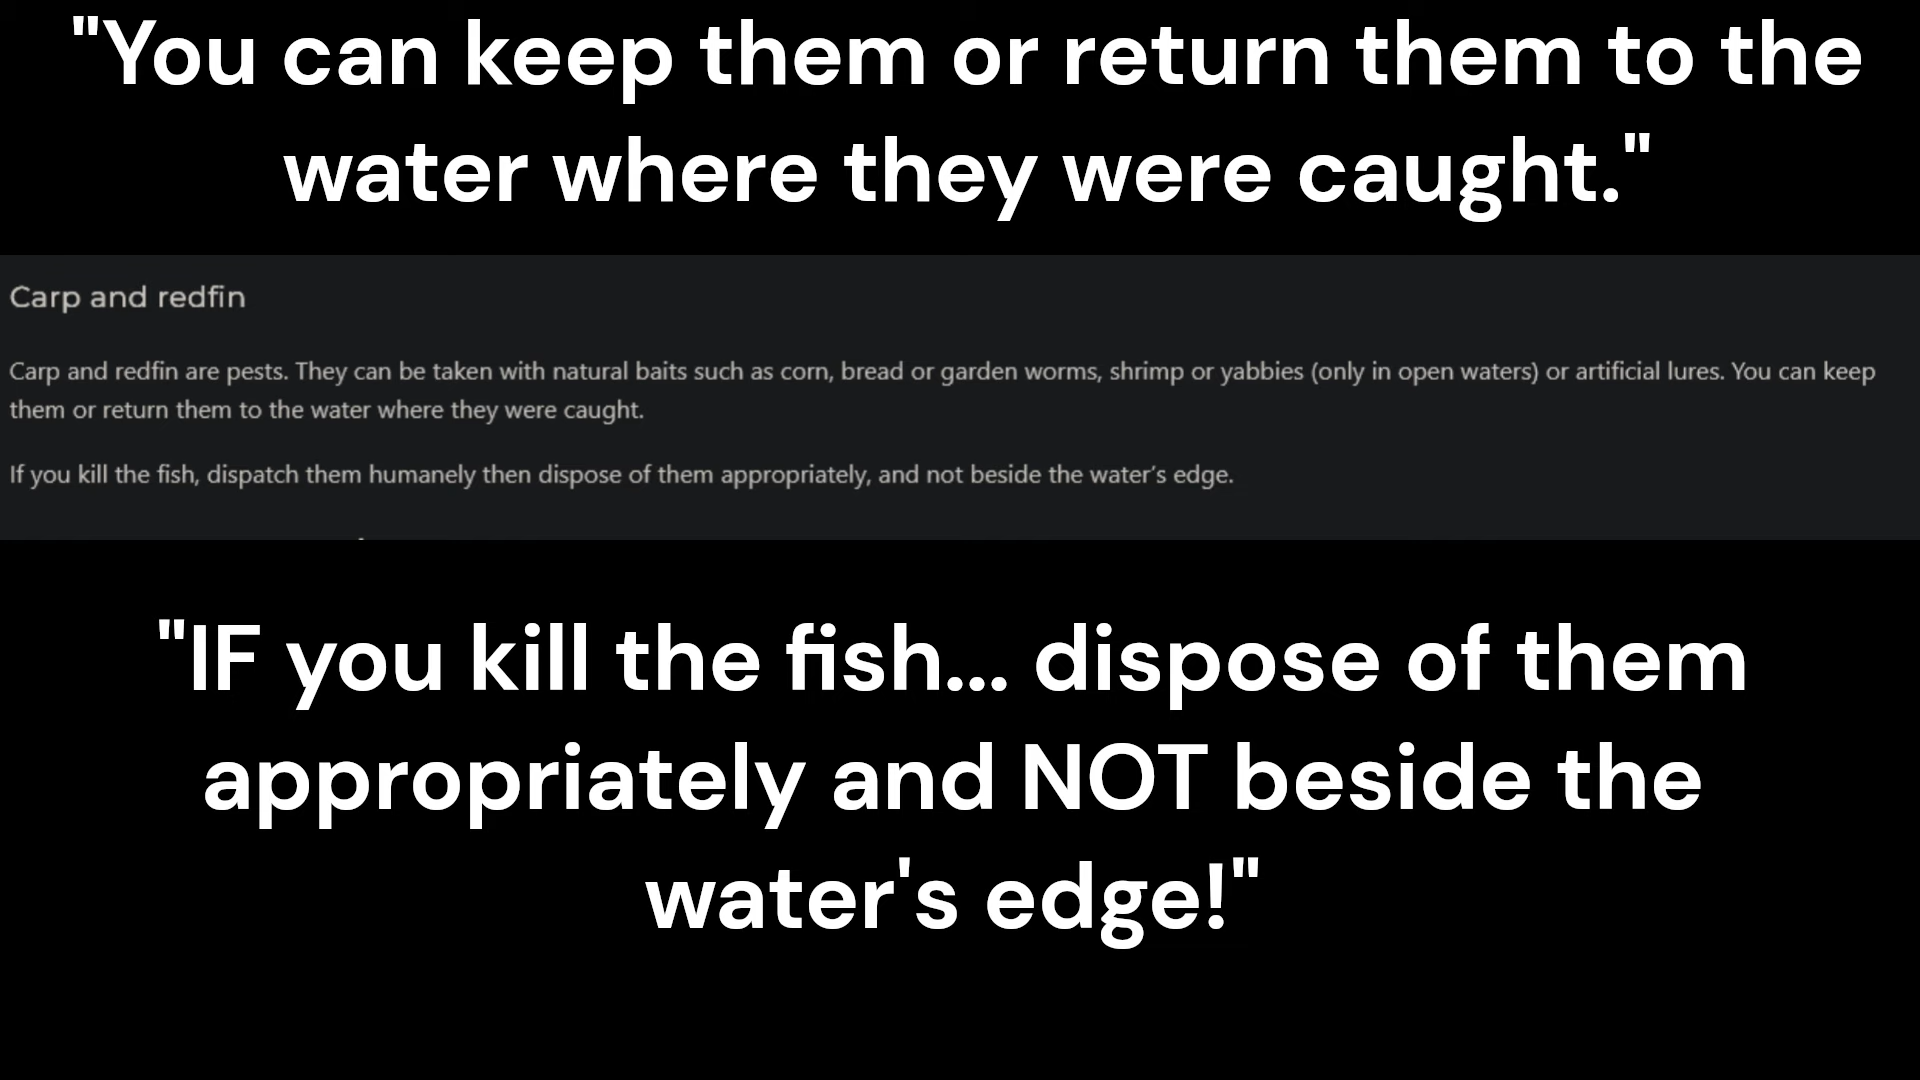 "You can keep them or return them to the
water where they were caught."
Carp and redfin
Carp and redfin are pests. They can be taken with natural baits such as corn, bread or garden worms, shrimp or yabbies (only in open waters) or artificial lures. You can keep
them or return them to the water where they were caught.
If you kill the fish, dispatch them humanely then dispose of them appropriately, and not beside the water’s edge.
"IF you kill the fish... dispose of them
appropriately and NOT beside the
water's edge!"